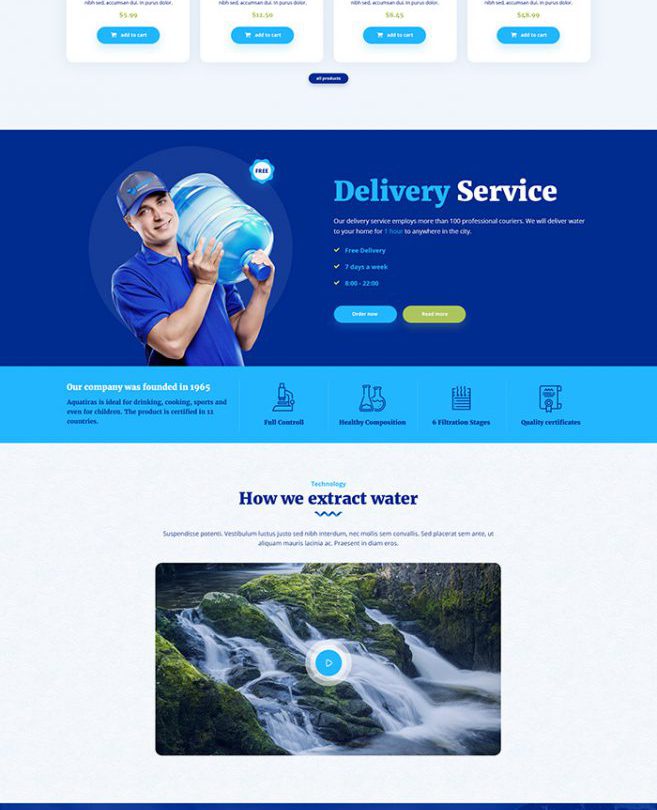 nibh sed, accumsan dui. In purus dolor.
nibh sed, accumsan dui. In purus dolor.
nibh sed, accumsan dui. In purus dolor.
nibh sed, accumsan dui. In purus dolor.
$5.99
$12.50
$8.45
$48.99
add to cart
add to cart
add to cart
add to cart
all products
FREE
Delivery Service
Our delivery service employs more than 100 professional couriers. We will deliver water
to your home for 1 hour to anywhere in the city.
Free Delivery
7 days a week
8:00 - 22:00
Order now
Read more
Our company was founded in 1965
Aquatiras is ideal for drinking, cooking, sports and
even for children. The product is certified in 11
countries.
Full Controll
Healthy Composition
6 Filtration Stages
Quality certificates
Technology
How we extract water
Suspendisse potenti. Vestibulum luctus justo sed nibh interdum, nec mollis sem convallis. Sed placerat sem ante, ut
aliquam mauris lacinia ac. Praesent in diam eros.